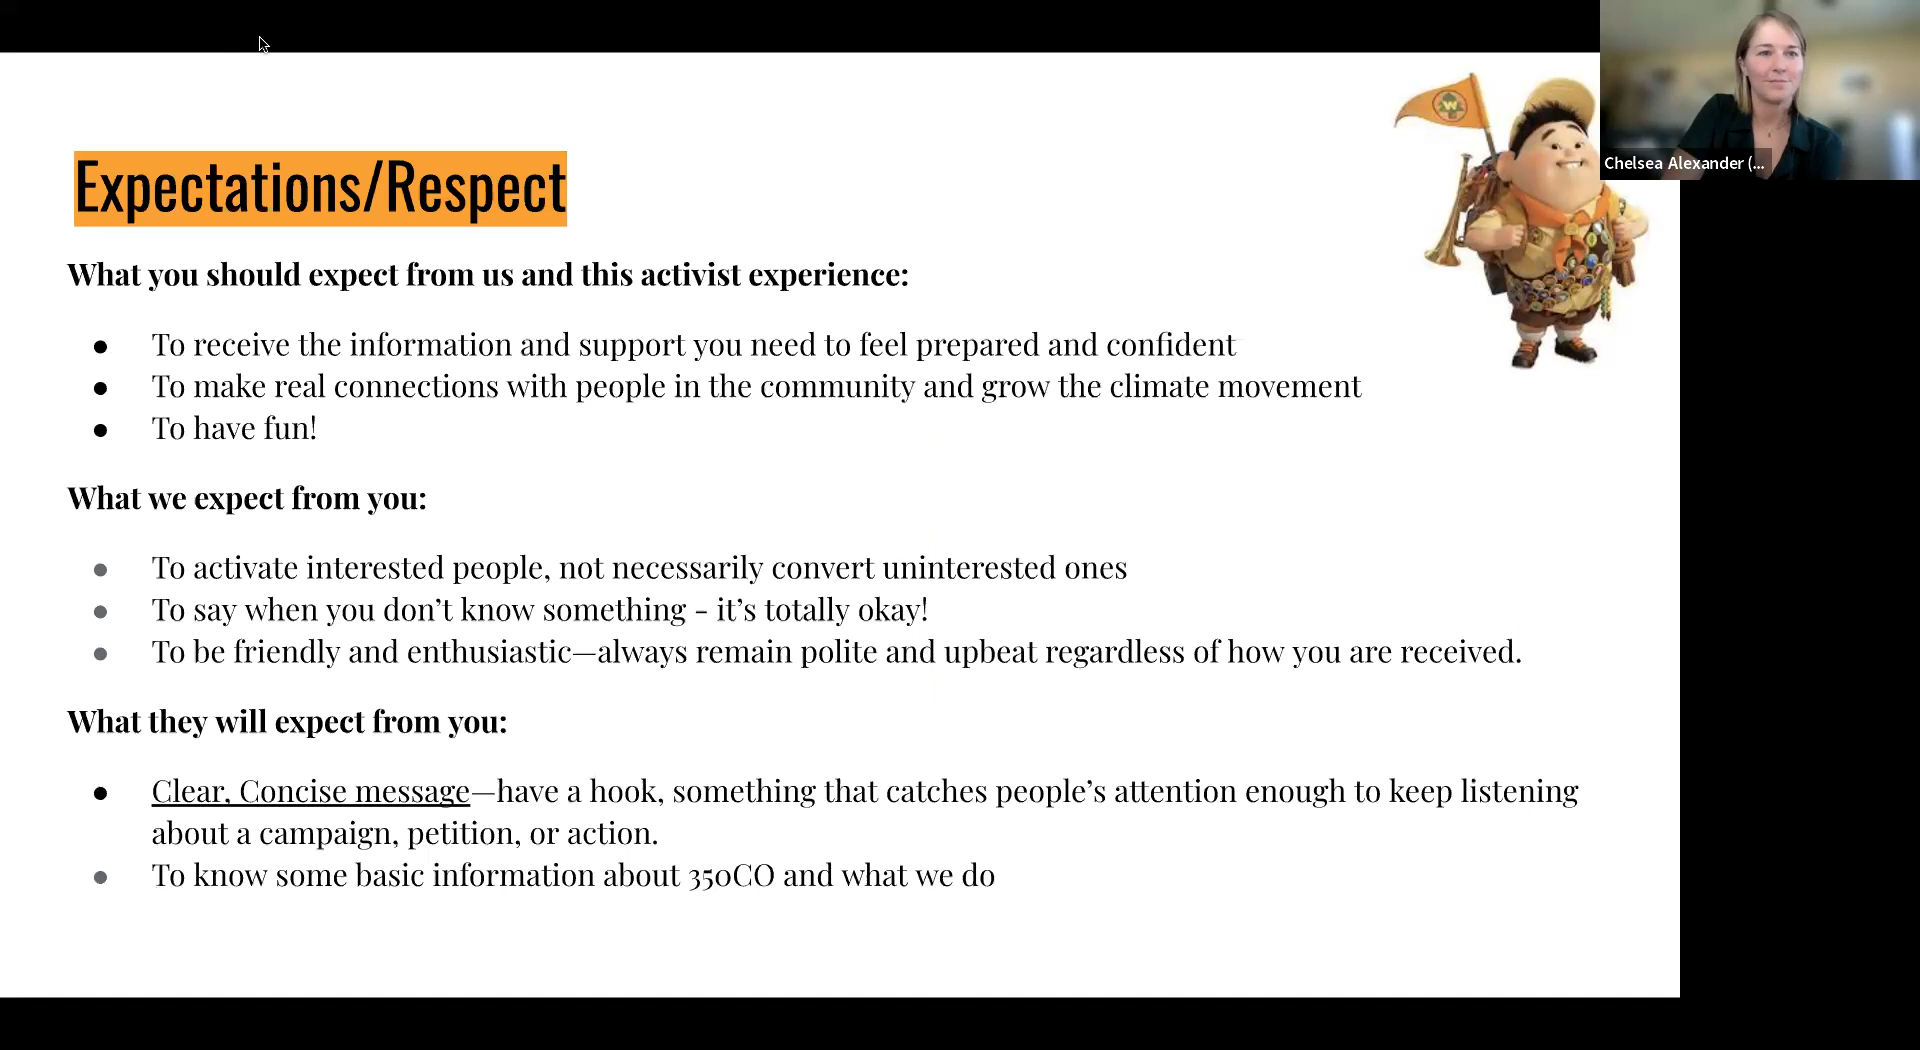 Expectations/Respect
What you should expect from us and this activist experience:
● To receive the information and support you need to feel prepared and confident
● To make real connections with people in the community and grow the climate movement
● To have fun!
What we expect from you:
● To activate interested people, not necessarily convert uninterested ones
● To say when you don’t know something - it’s totally okay!
● To be friendly and enthusiastic—always remain polite and upbeat regardless of how you are received.
What they will expect from you:
● Clear, Concise message—have a hook, something that catches people’s attention enough to keep listening
about a campaign, petition, or action.
● To know some basic information about 350CO and what we do
W
Chelsea Alexander (...